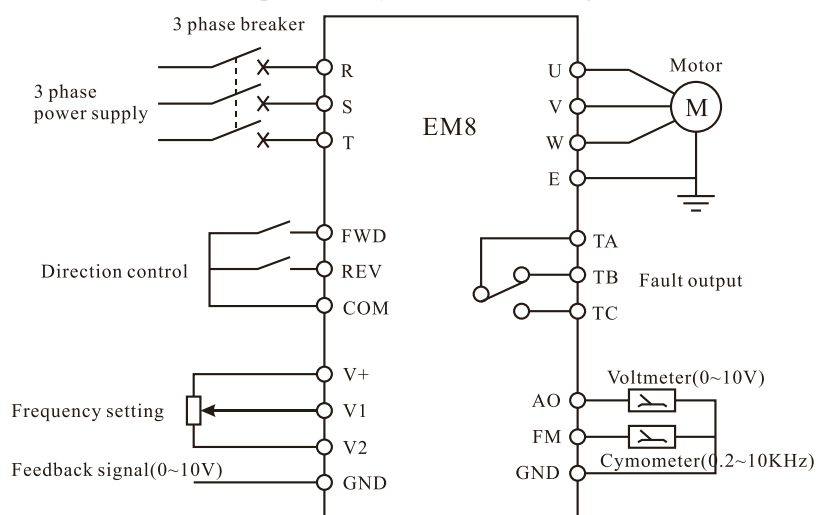 3 phase breaker
3 phase
power supply
R
S
T
EM8
U
V
W
E
Motor
M
Direction control
FWD
REV
COM
TA
TB
TC
Fault output
Frequency setting
V+
V1
V2
Feedback signal(0~10V)
GND
Voltmeter(0~10V)
AO
FM
Cymometer(0.2~10KHz)
GND